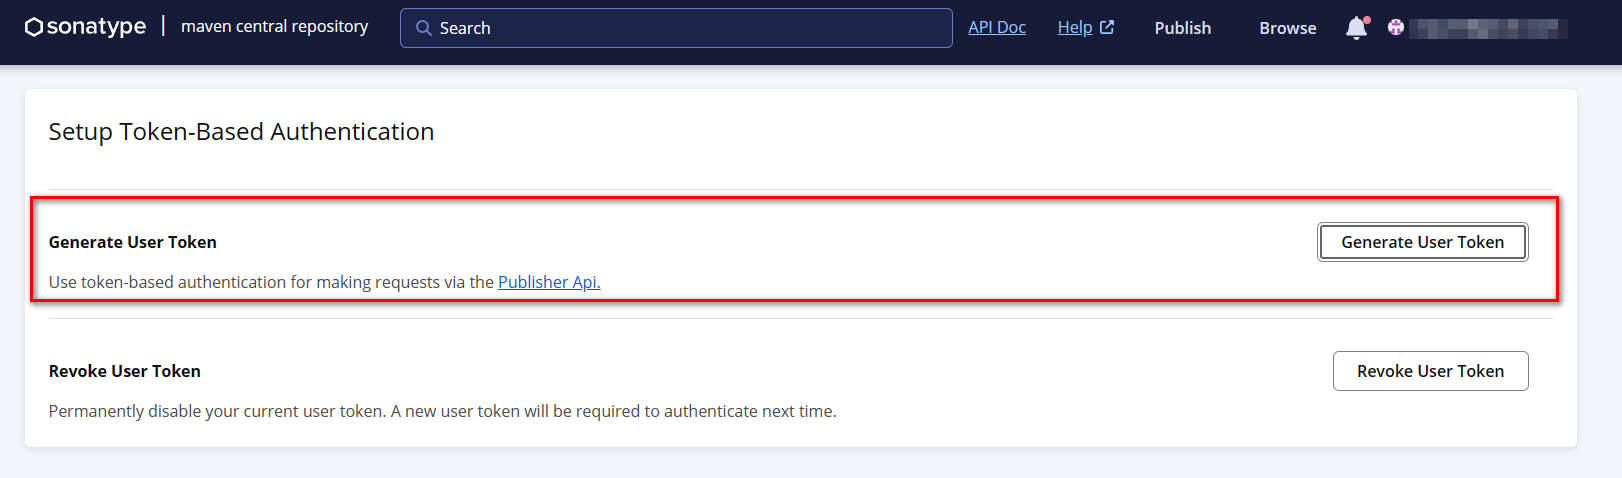 sonatype | maven central repository Search API Doc Help Publish Browse
Setup Token-Based Authentication
Generate User Token Generate User Token
Use token-based authentication for making requests via the Publisher Api.
Revoke User Token Revoke User Token
Permanently disable your current user token. A new user token will be required to authenticate next time.